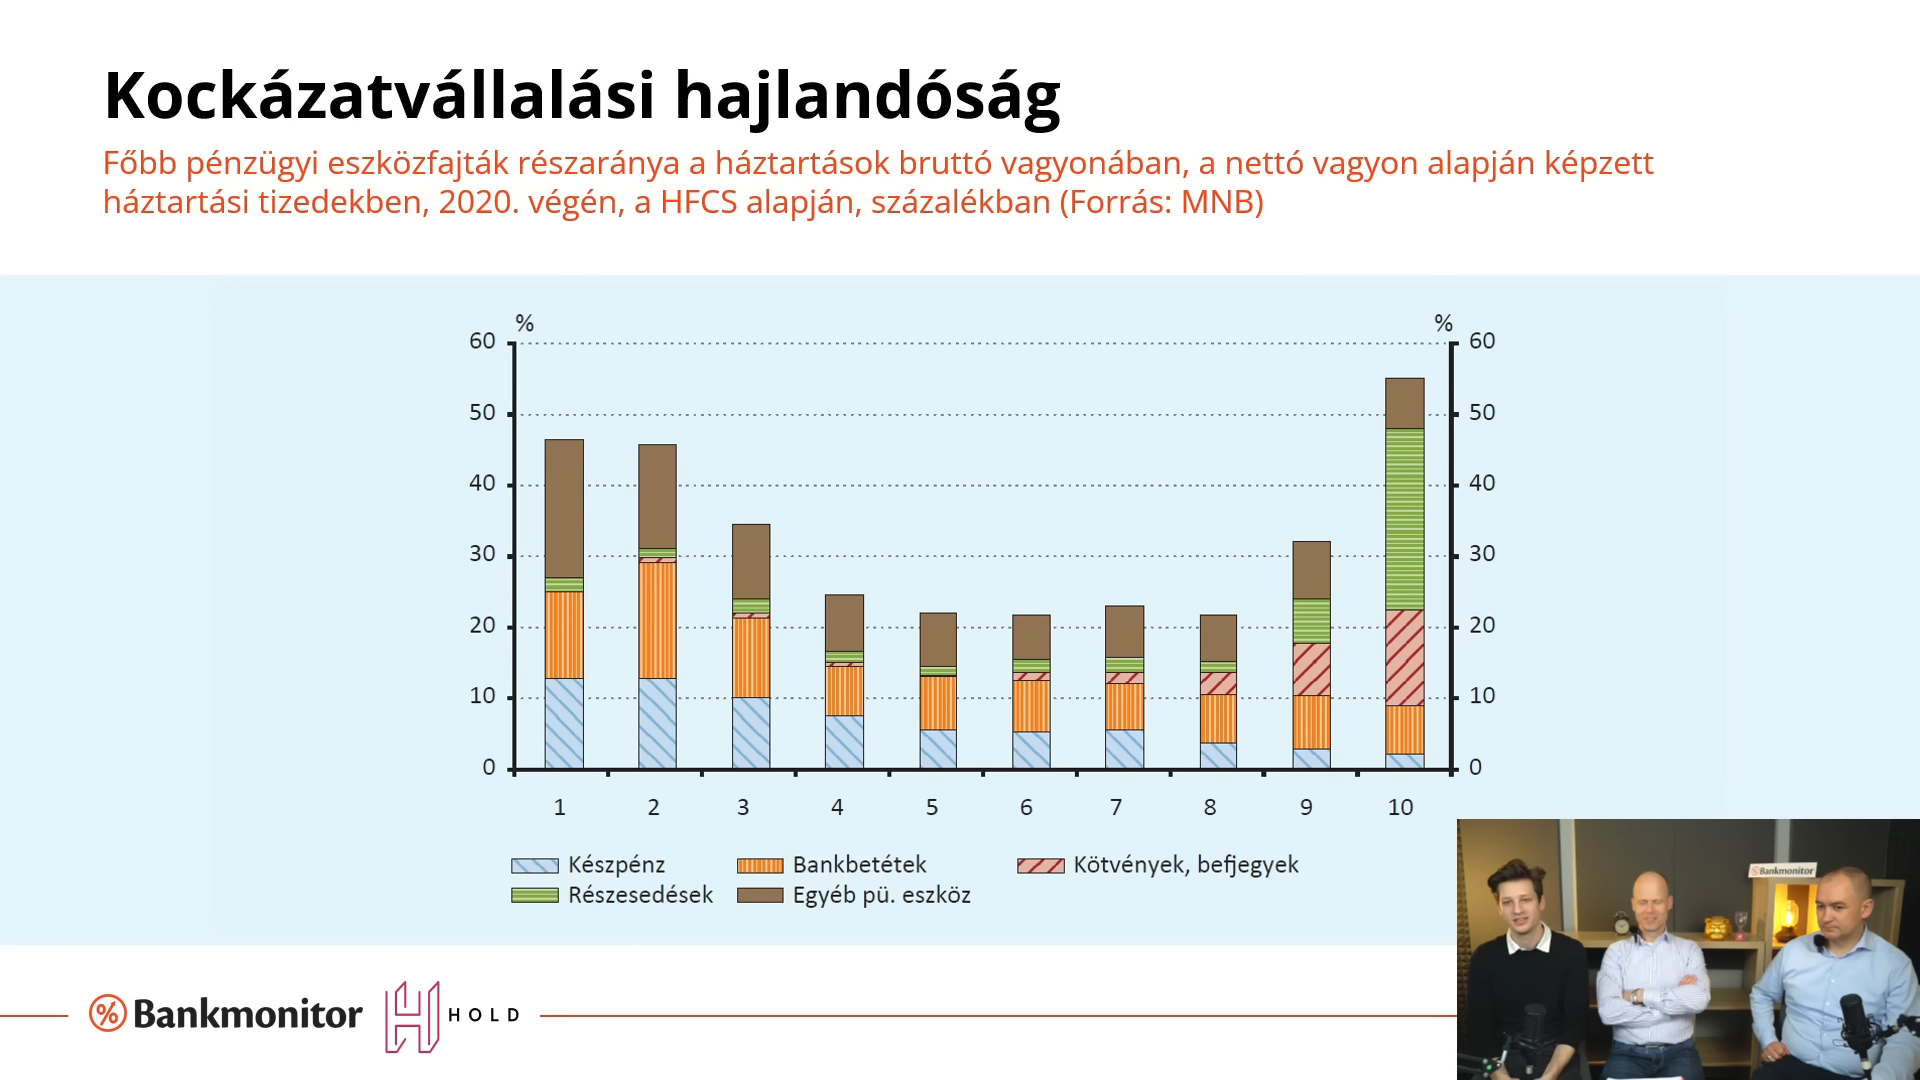 Kockázatvállalási hajlandóság
Főbb pénzügyi eszközfajták részaránya a háztartások bruttó vagyonában, a nettó vagyon alapján képzett
háztartási tizedekben, 2020. végén, a HFCS alapján, százalékban (Forrás: MNB)
% %
60 60
50 50
40 40
30 30
20 20
10 10
0 0
1 2 3 4 5 6 7 8 9 10
Készpénz Bankbetétek Kötvények, befjegyek
Részesedések Egyéb pü. eszköz
Bankmonitor
% Bankmonitor HOLD